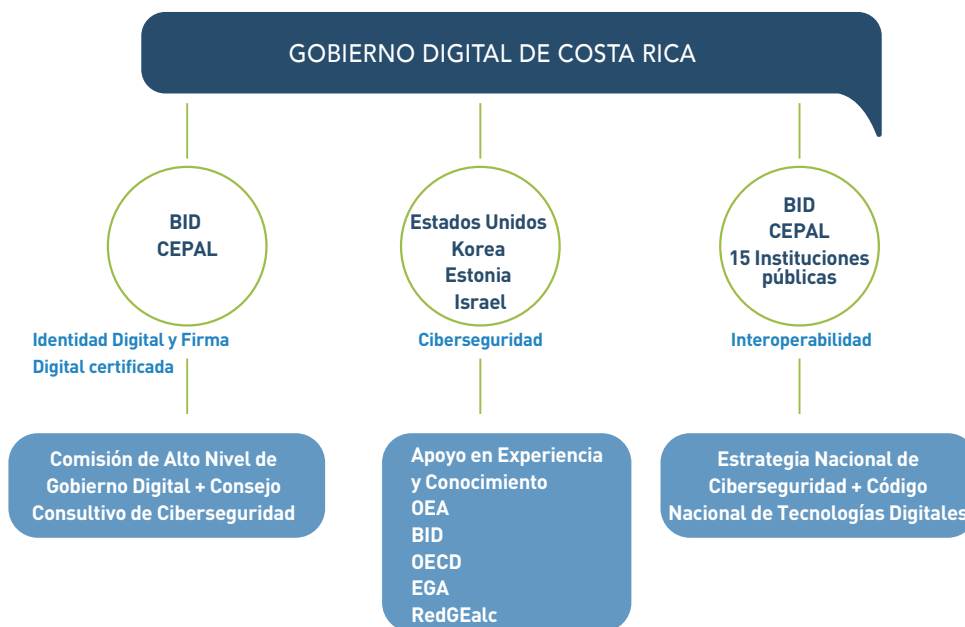 GOBIERNO DIGITAL DE COSTA RICA
BID
CEPAL
Identidad Digital y Firma
Digital certificada
Comisión de Alto Nivel de
Gobierno Digital + Consejo
Consultivo de Ciberseguridad
Estados Unidos
Korea
Estonia
Israel
Ciberseguridad
Apoyo en Experiencia
y Conocimiento
OEA
BID
OECD
EGA
RedGEalc
BID
CEPAL
15 Instituciones
públicas
Interoperabilidad
Estrategia Nacional de
Ciberseguridad + Código
Nacional de Tecnologías Digitales